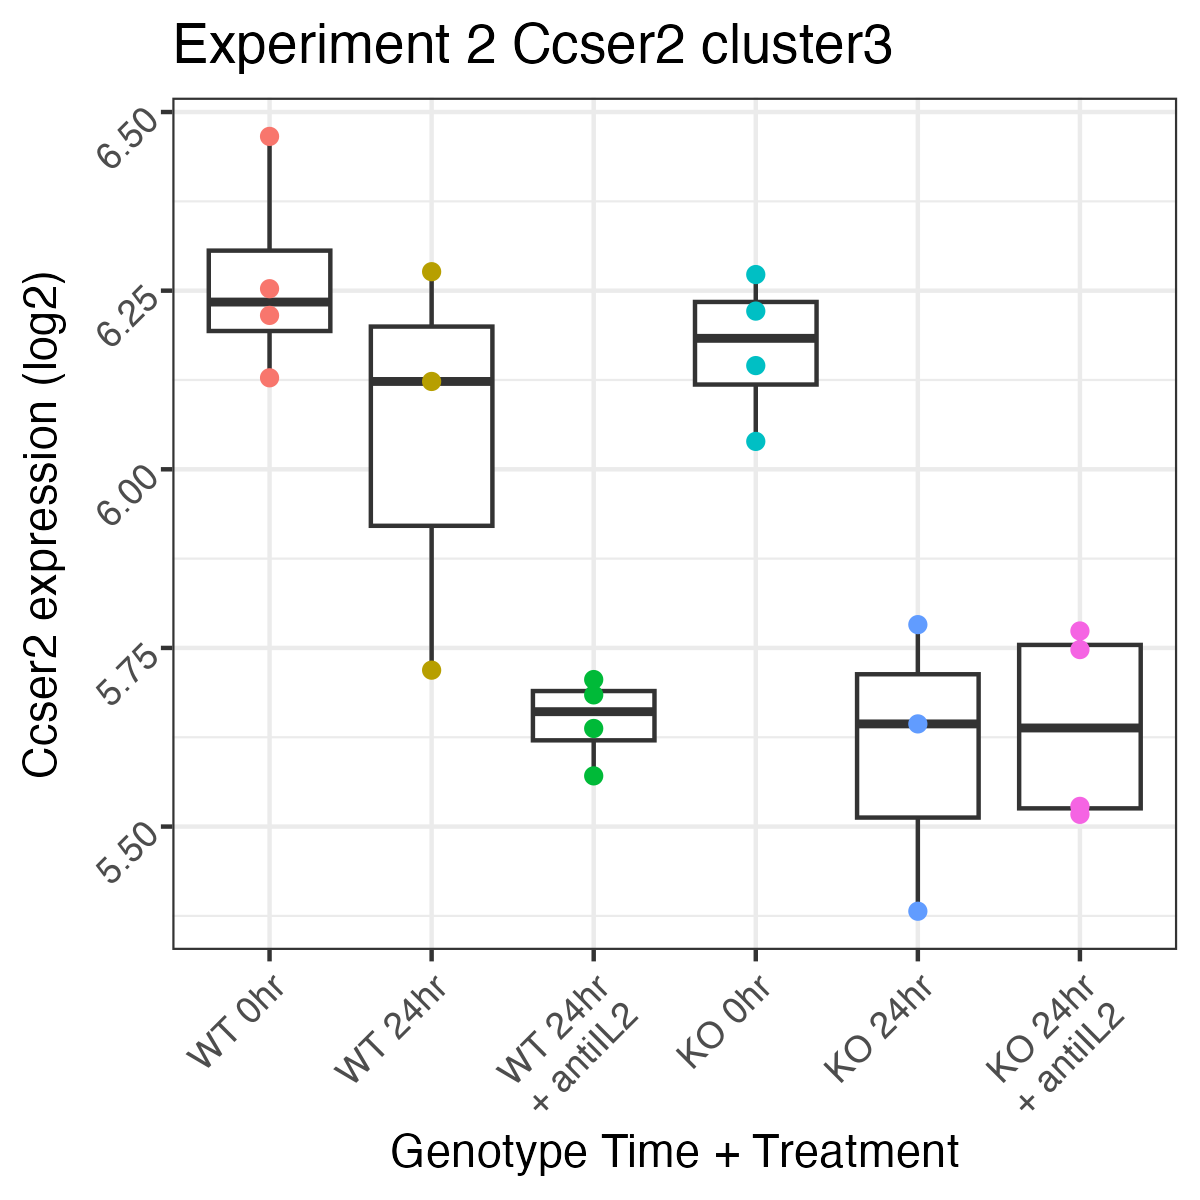 Experiment 2 Ccser2 cluster3
Ccser2 expression (log2)
6.50
6.25
6.00
5.75
5.50
WT 0hr
WT 24hr
WT 24hr
+ antiIL2
KO 0hr
KO 24hr
KO 24hr
+ antiIL2
Genotype Time + Treatment